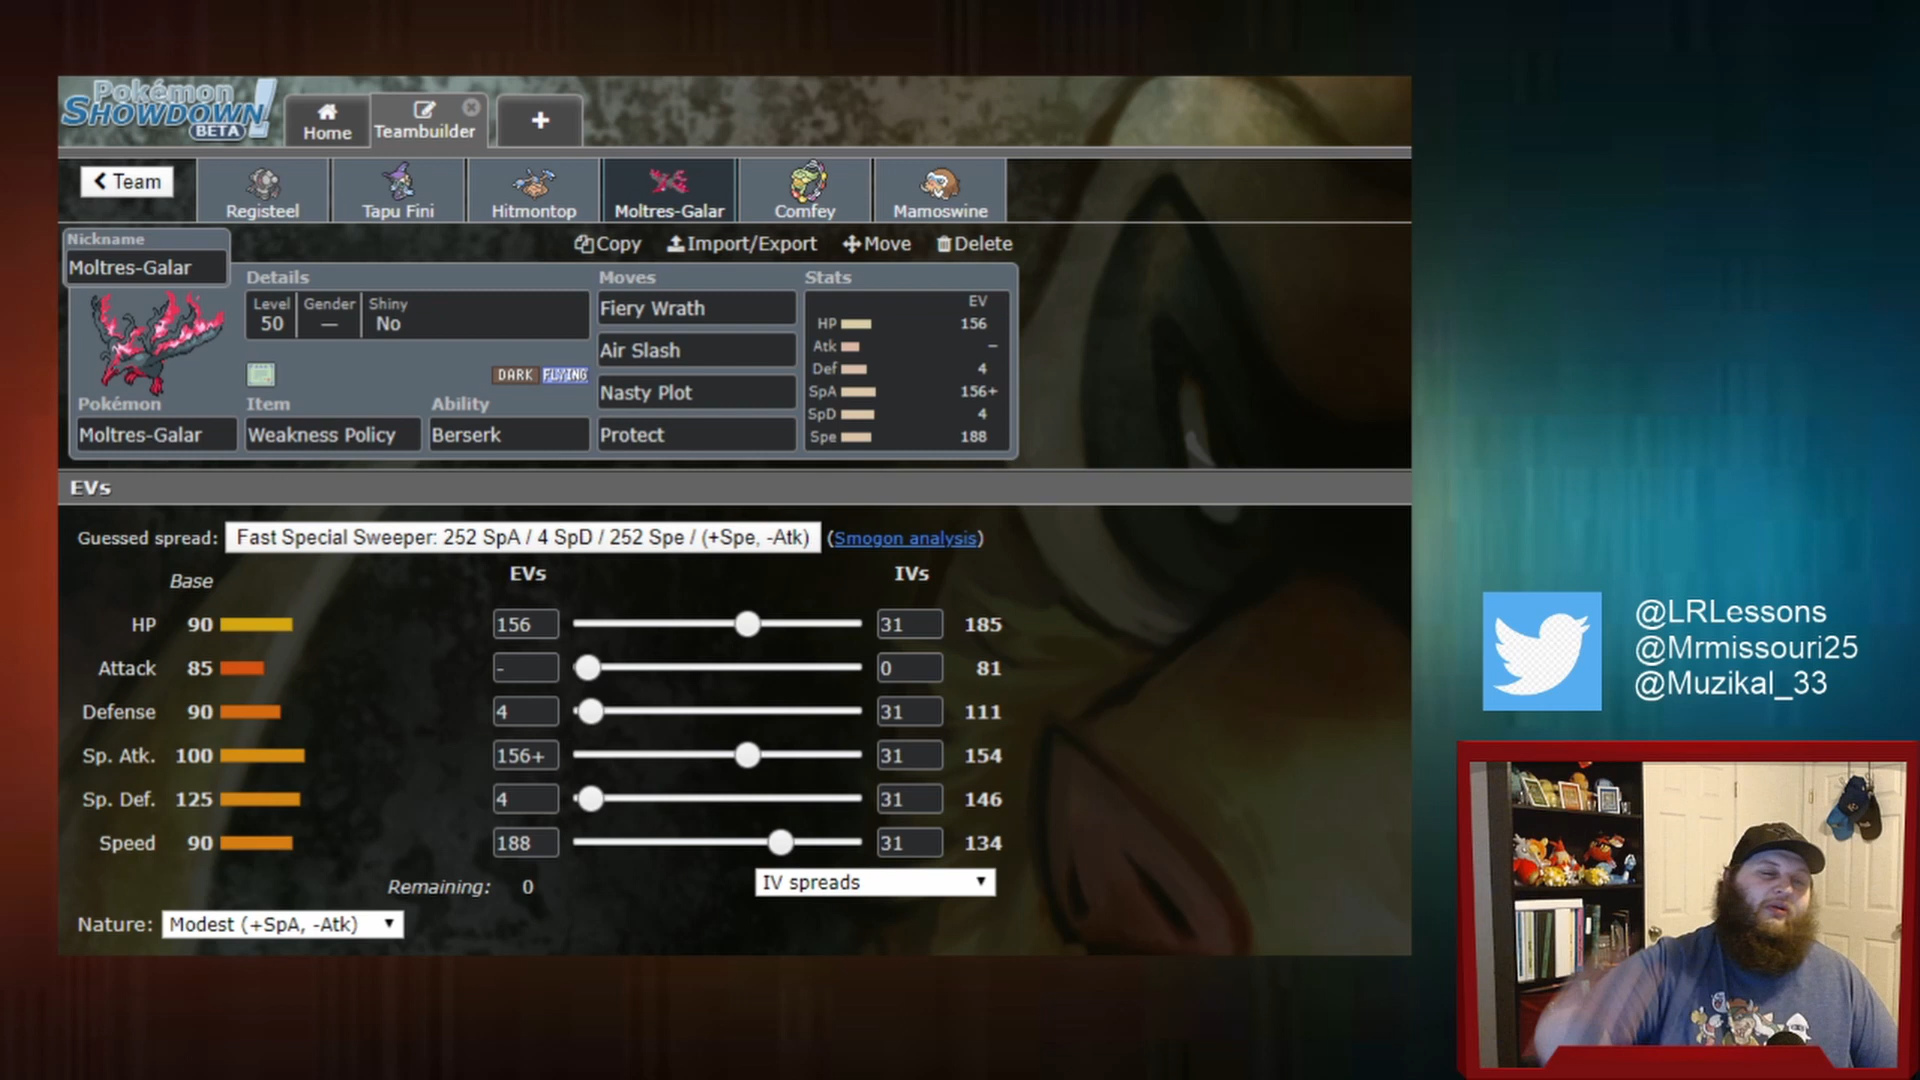 Pokémon
SHOWDOWN!
BETA
Home
Teambuilder
+
Team
Registeel
Tapu Fini
Hitmontop
Moltres-Galar
Comfey
Mamoswine
Copy
Import/Export
Move
Delete
Nickname
Moltres-Galar
Details
Level
50
Gender
—
Shiny
No
DARK
FLYING
Pokémon
Moltres-Galar
Item
Weakness Policy
Ability
Berserk
Moves
Fiery Wrath
Air Slash
Nasty Plot
Protect
Stats
EV
HP 156
Atk –
Def 4
SpA 156+
SpD 4
Spe 188
EVs
Guessed spread: Fast Special Sweeper: 252 SpA / 4 SpD / 252 Spe / (+Spe, -Atk) (Smogon analysis)
Base EVs IVs
HP 90 156 31 185
Attack 85 - 0 81
Defense 90 4 31 111
Sp. Atk. 100 156+ 31 154
Sp. Def. 125 4 31 146
Speed 90 188 31 134
Remaining: 0
IV spreads
Nature: Modest (+SpA, -Atk)
@LRLessons
@Mrmissouri25
@Muzikal_33